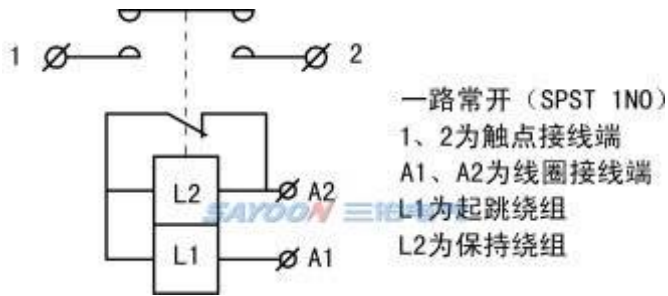 1
2
一路常开（SPST 1NO）
1、2为触点接线端
A1、A2为线圈接线端
L1为起跳绕组
L2为保持绕组
L2
A2
SAYOON 三
L1
A1